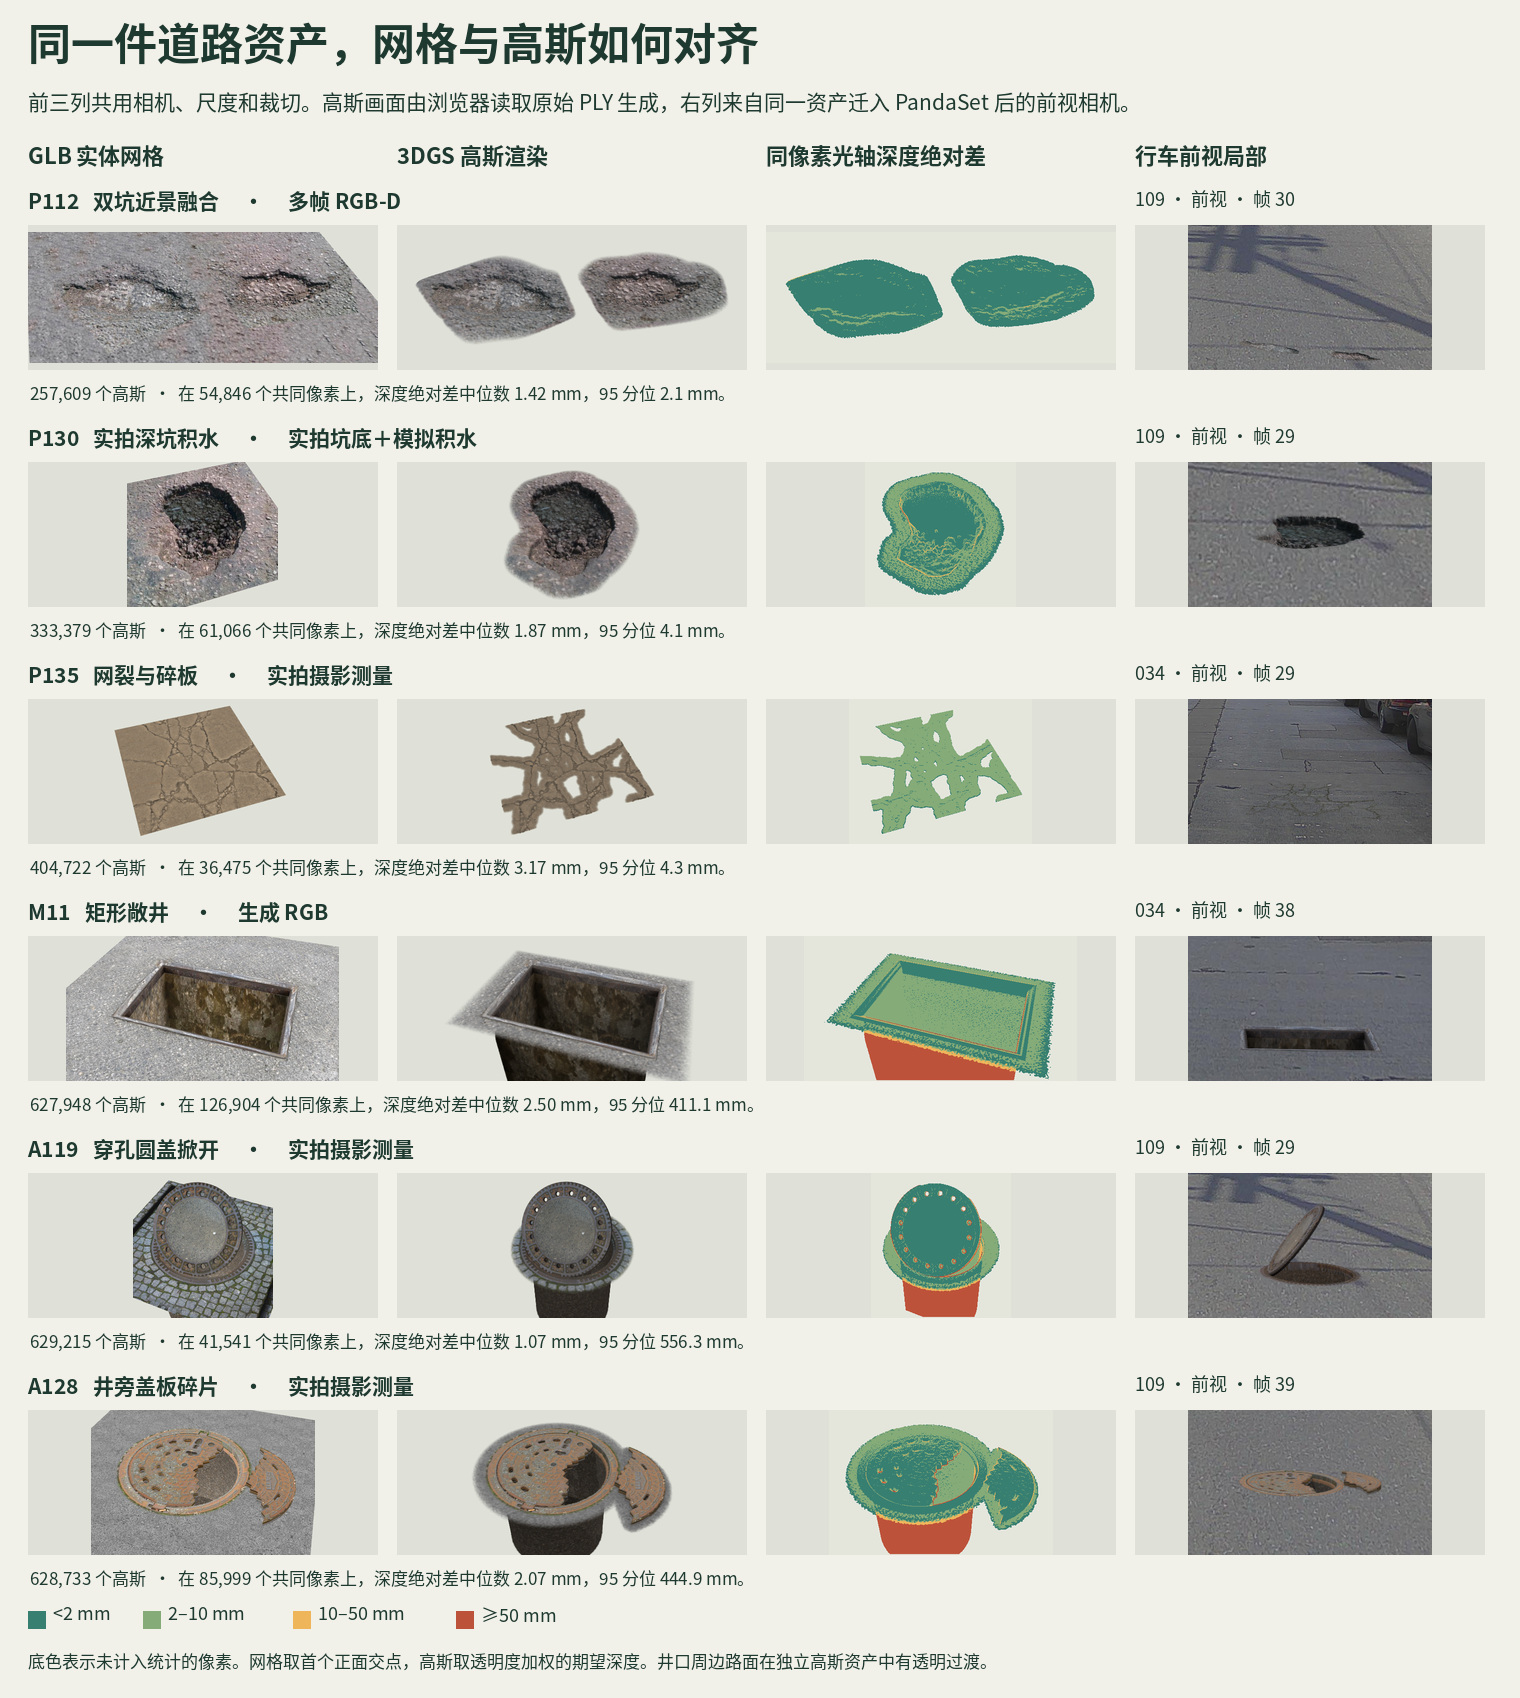 同一件道路资产，网格与高斯如何对齐
前三列共用相机、尺度和裁切。高斯画面由浏览器读取原始 PLY 生成，右列来自同一资产迁入 PandaSet 后的前视相机。
GLB 实体网格 3DGS 高斯渲染 同像素光轴深度绝对差 行车前视局部
P112 双坑近景融合 • 多帧 RGB-D 109 • 前视 • 帧 30
257,609 个高斯 • 在 54,846 个共同像素上，深度绝对差中位数 1.42 mm，95 分位 2.1 mm。
P130 实拍深坑积水 • 实拍坑底＋模拟积水 109 • 前视 • 帧 29
333,379 个高斯 • 在 61,066 个共同像素上，深度绝对差中位数 1.87 mm，95 分位 4.1 mm。
P135 网裂与碎板 • 实拍摄影测量 034 • 前视 • 帧 29
404,722 个高斯 • 在 36,475 个共同像素上，深度绝对差中位数 3.17 mm，95 分位 4.3 mm。
M11 矩形敞井 • 生成 RGB 034 • 前视 • 帧 38
627,948 个高斯 • 在 126,904 个共同像素上，深度绝对差中位数 2.50 mm，95 分位 411.1 mm。
A119 穿孔圆盖掀开 • 实拍摄影测量 109 • 前视 • 帧 29
629,215 个高斯 • 在 41,541 个共同像素上，深度绝对差中位数 1.07 mm，95 分位 556.3 mm。
A128 井旁盖板碎片 • 实拍摄影测量 109 • 前视 • 帧 39
628,733 个高斯 • 在 85,999 个共同像素上，深度绝对差中位数 2.07 mm，95 分位 444.9 mm。
<2 mm 2–10 mm 10–50 mm ≥50 mm
底色表示未计入统计的像素。网格取首个正面交点，高斯取透明度加权的期望深度。井口周边路面在独立高斯资产中有透明过渡。